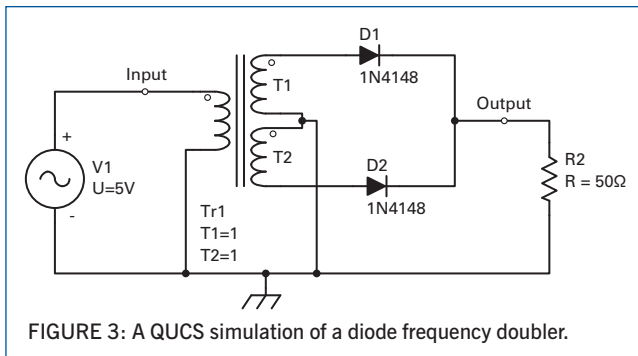 D1
1N4148
Input
T1
Output
+
V1
U=5V
-
T2
D2
1N4148
R2
R = 50Ω
Tr1
T1=1
T2=1
FIGURE 3: A QUCS simulation of a diode frequency doubler.